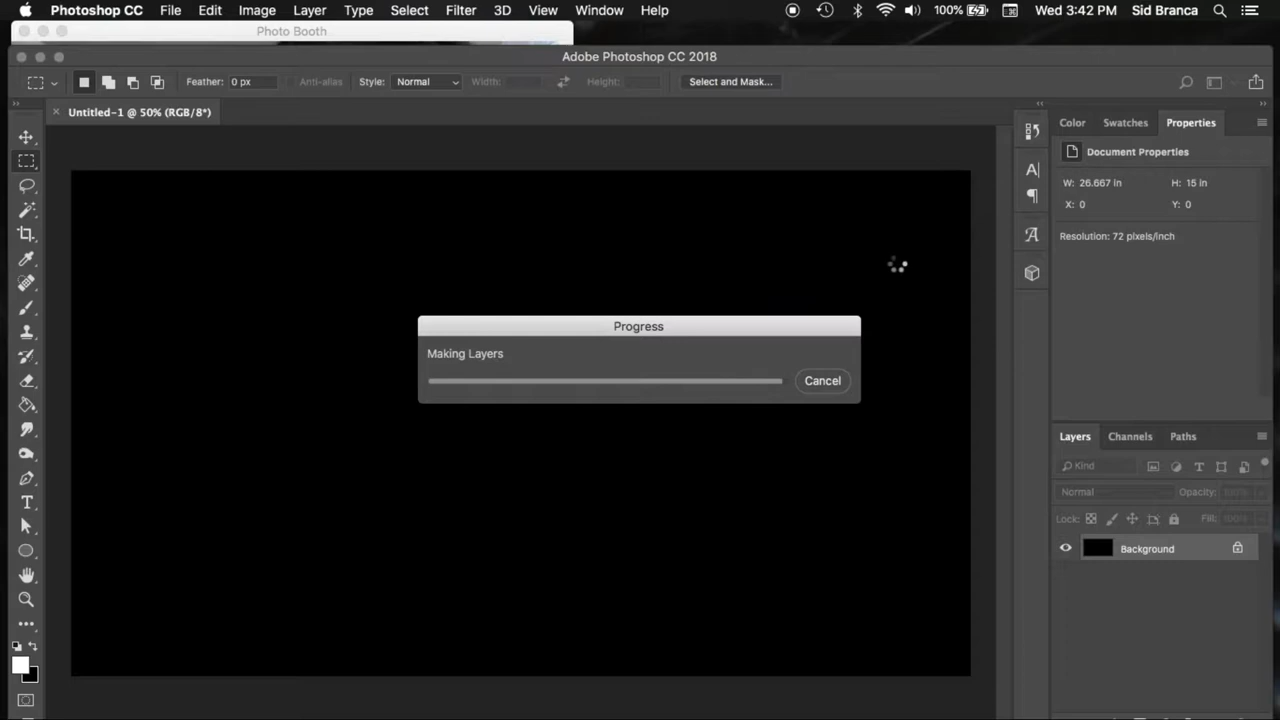 Photoshop CC File Edit Image Layer Type Select Filter 3D View Window Help 100% Wed 3:42 PM Sid Branca
Photo Booth
Adobe Photoshop CC 2018
Feather: 0 px Anti-alias Style: Normal Width: Height: Select and Mask...
Untitled-1 @ 50% (RGB/8*)
Color Swatches Properties
Document Properties
W: 26.667 in H: 15 in
X: 0 Y: 0
Resolution: 72 pixels/inch
Progress
Making Layers
Cancel
Layers Channels Paths
Kind
Normal Opacity: 100%
Lock: Fill: 100%
Background